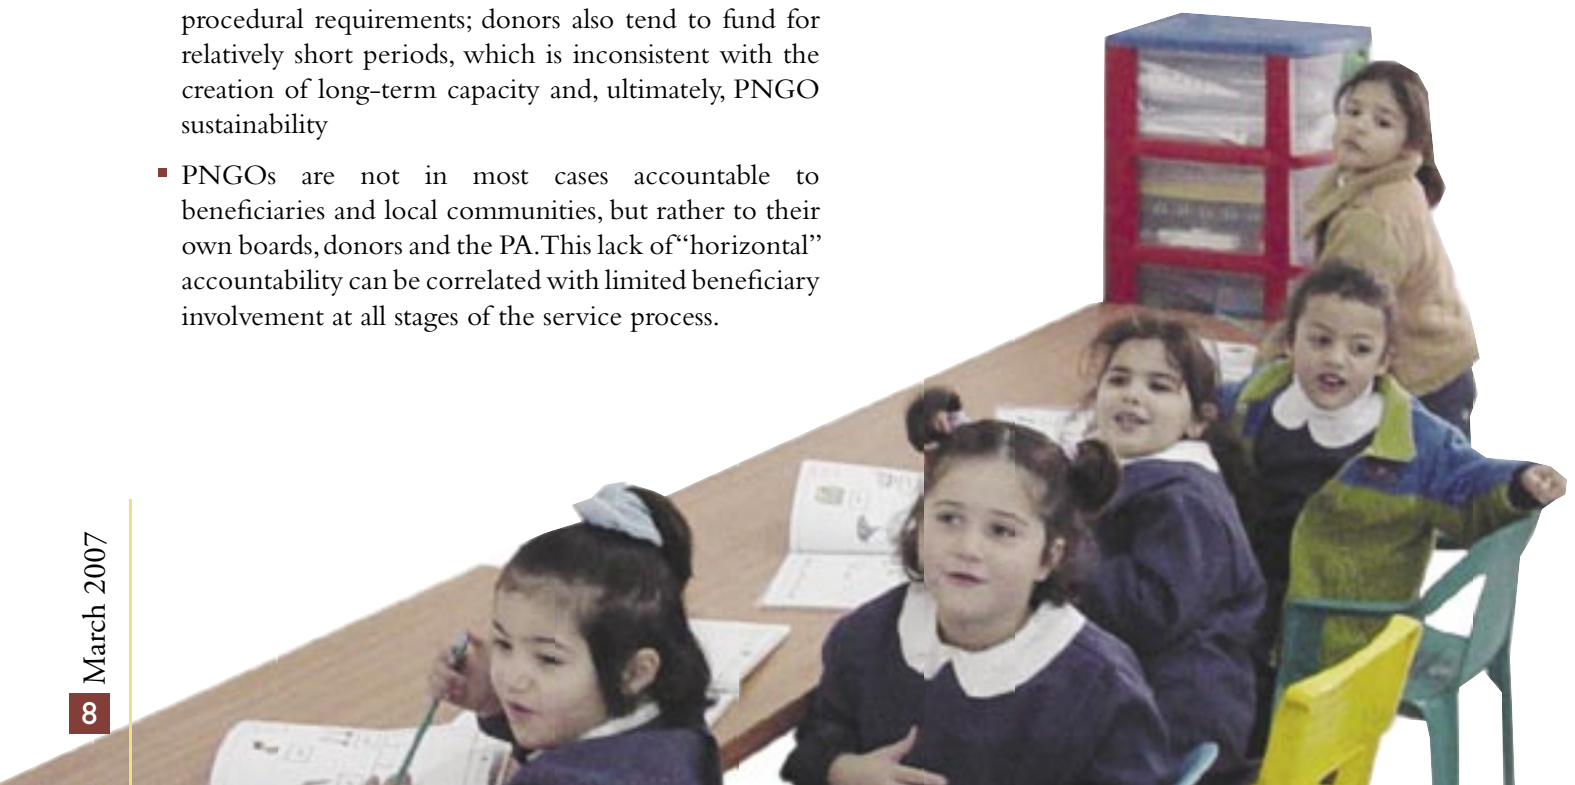 procedural requirements; donors also tend to fund for
relatively short periods, which is inconsistent with the
creation of long-term capacity and, ultimately, PNGO
sustainability
PNGOs are not in most cases accountable to
beneficiaries and local communities, but rather to their
own boards, donors and the PA. This lack of “horizontal”
accountability can be correlated with limited beneficiary
involvement at all stages of the service process.
March 2007
8